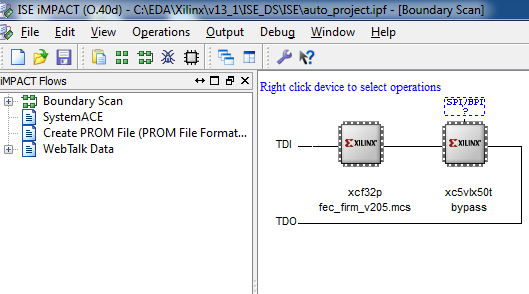 ISE iMPACT (O.40d) - C:\EDA\Xilinx\v13_1\ISE_DS\ISE\auto_project.ipf - [Boundary Scan]
File Edit View Operations Output Debug Window Help
iMPACT Flows
Boundary Scan
SystemACE
Create PROM File (PROM File Format...
WebTalk Data
Right click device to select operations
SPI/BPI
?
TDI
XILINX
XILINX
xcf32p
fec_firm_v205.mcs
xc5vlx50t
bypass
TDO